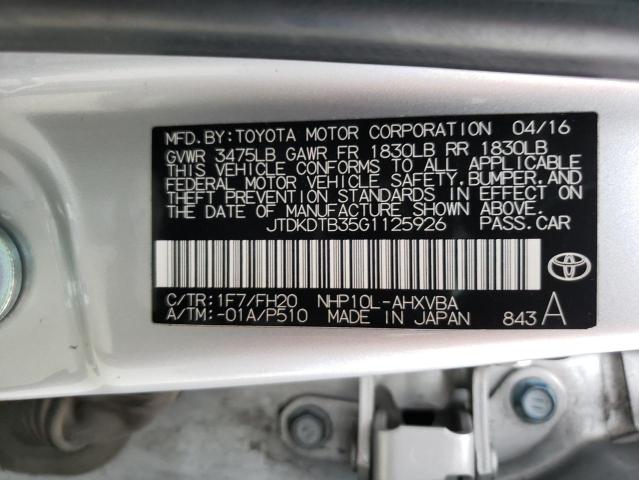 MFD. BY: TOYOTA MOTOR CORPORATION 04/16
GVWR 3475LB GAWR FR 1830LB RR 1830LB
THIS VEHICLE CONFORMS TO ALL APPLICABLE
FEDERAL MOTOR VEHICLE SAFETY, BUMPER, AND
THEFT PREVENTION STANDARDS IN EFFECT ON
THE DATE OF MANUFACTURE SHOWN ABOVE.
JTDKDTB35G1125926 PASS. CAR
C/TR: 1F7/FH20 NHP10L-AHXVBA
A/TM: -01A/P510 MADE IN JAPAN 843 A